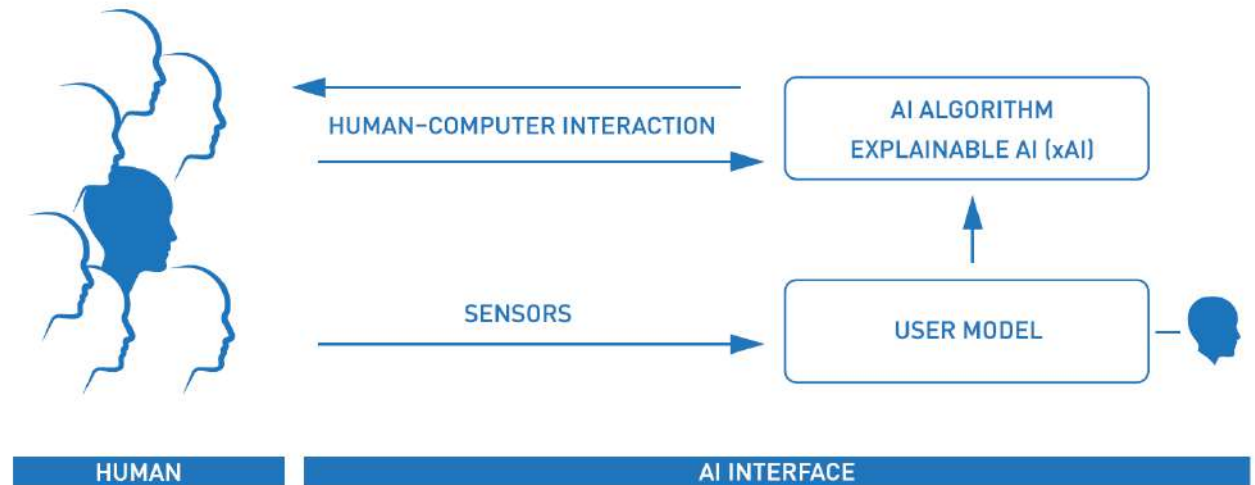 HUMAN–COMPUTER INTERACTION
AI ALGORITHM
EXPLAINABLE AI (xAI)
SENSORS
USER MODEL
HUMAN
AI INTERFACE